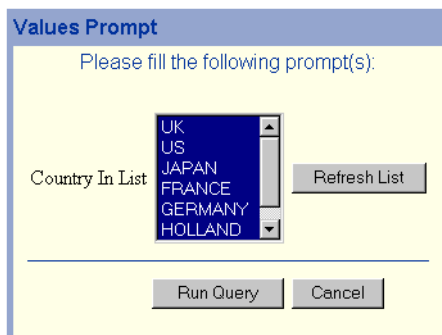 Values Prompt
Please fill the following prompt(s):
UK
US
JAPAN
Country In List
FRANCE
GERMANY
HOLLAND
Refresh List
Run Query Cancel